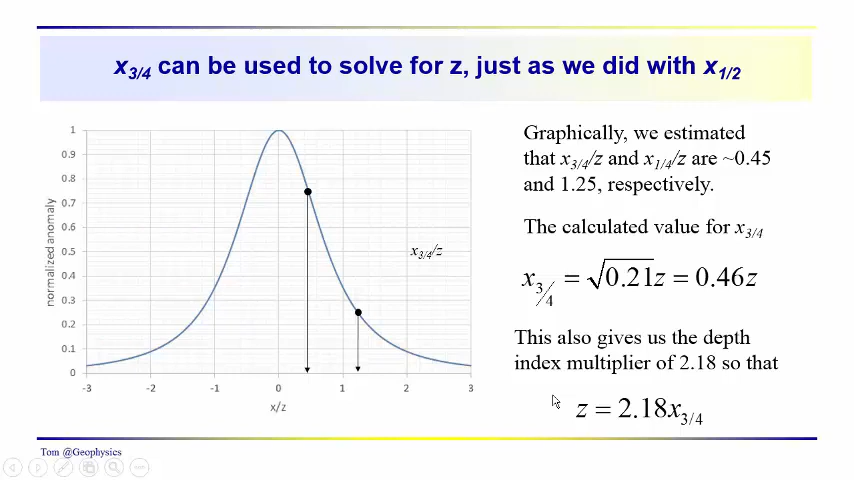 x3/4 can be used to solve for z, just as we did with x1/2
1
0.9
0.8
0.7
0.6
0.5
0.4
0.3
0.2
0.1
0
normalized anomaly
-3 -2 -1 0 1 2 3
x/z
x3/4/z
Graphically, we estimated
that x3/4/z and x1/4/z are ~0.45
and 1.25, respectively.
The calculated value for x3/4
x3/4 = √0.21z = 0.46z
This also gives us the depth
index multiplier of 2.18 so that
z = 2.18x3/4
Tom @Geophysics